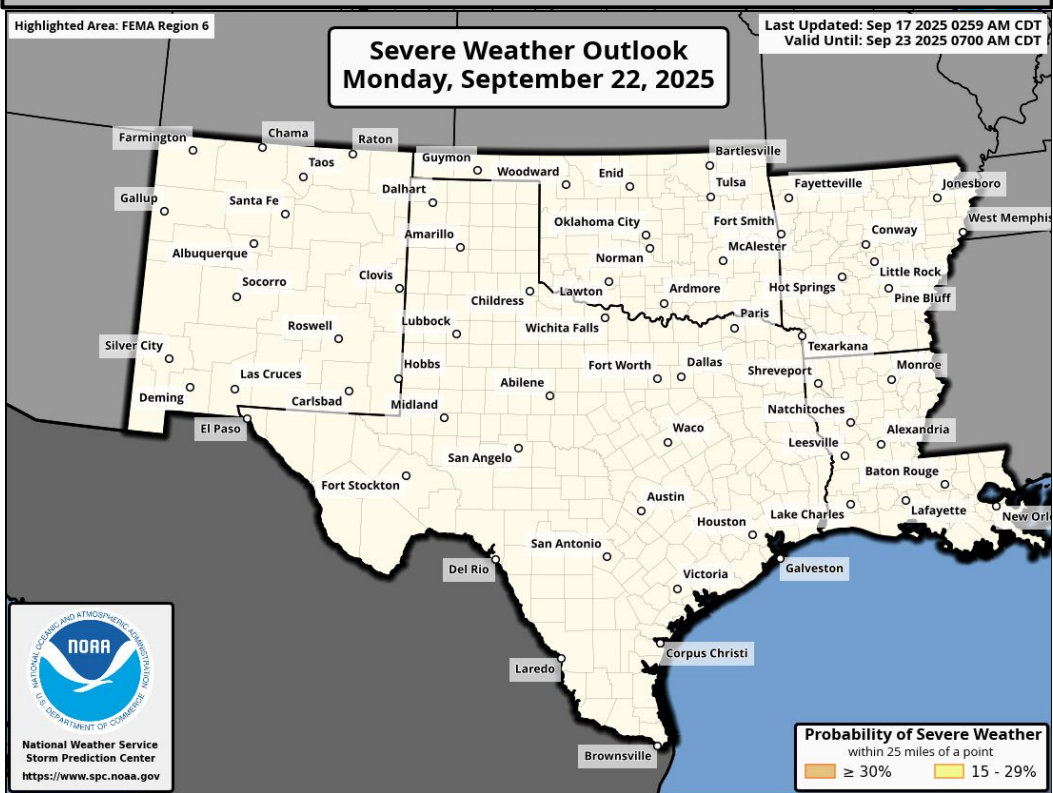 Highlighted Area: FEMA Region 6
Last Updated: Sep 17 2025 0259 AM CDT
Valid Until: Sep 23 2025 0700 AM CDT
Severe Weather Outlook
Monday, September 22, 2025
Farmington
Chama
Raton
Taos
Guymon
Woodward
Enid
Bartlesville
Dalhart
Tulsa
Fayetteville
Jonesboro
Gallup
Santa Fe
Oklahoma City
Fort Smith
West Memphis
Amarillo
Conway
Albuquerque
Norman
McAlester
Socorro
Clovis
Childress
Lawton
Ardmore
Hot Springs
Little Rock
Pine Bluff
Roswell
Lubbock
Wichita Falls
Paris
Silver City
Texarkana
Las Cruces
Hobbs
Fort Worth
Dallas
Shreveport
Monroe
Deming
Carlsbad
Midland
Abilene
Natchitoches
El Paso
Waco
Alexandria
San Angelo
Leesville
Fort Stockton
Baton Rouge
Austin
Houston
Lake Charles
Lafayette
New Orl
San Antonio
Del Rio
Galveston
Victoria
Corpus Christi
Laredo
Brownsville
NATIONAL OCEANIC AND ATMOSPHERIC ADMINISTRATION
NOAA
U.S. DEPARTMENT OF COMMERCE
National Weather Service
Storm Prediction Center
https://www.spc.noaa.gov
Probability of Severe Weather
within 25 miles of a point
≥ 30%
15 - 29%